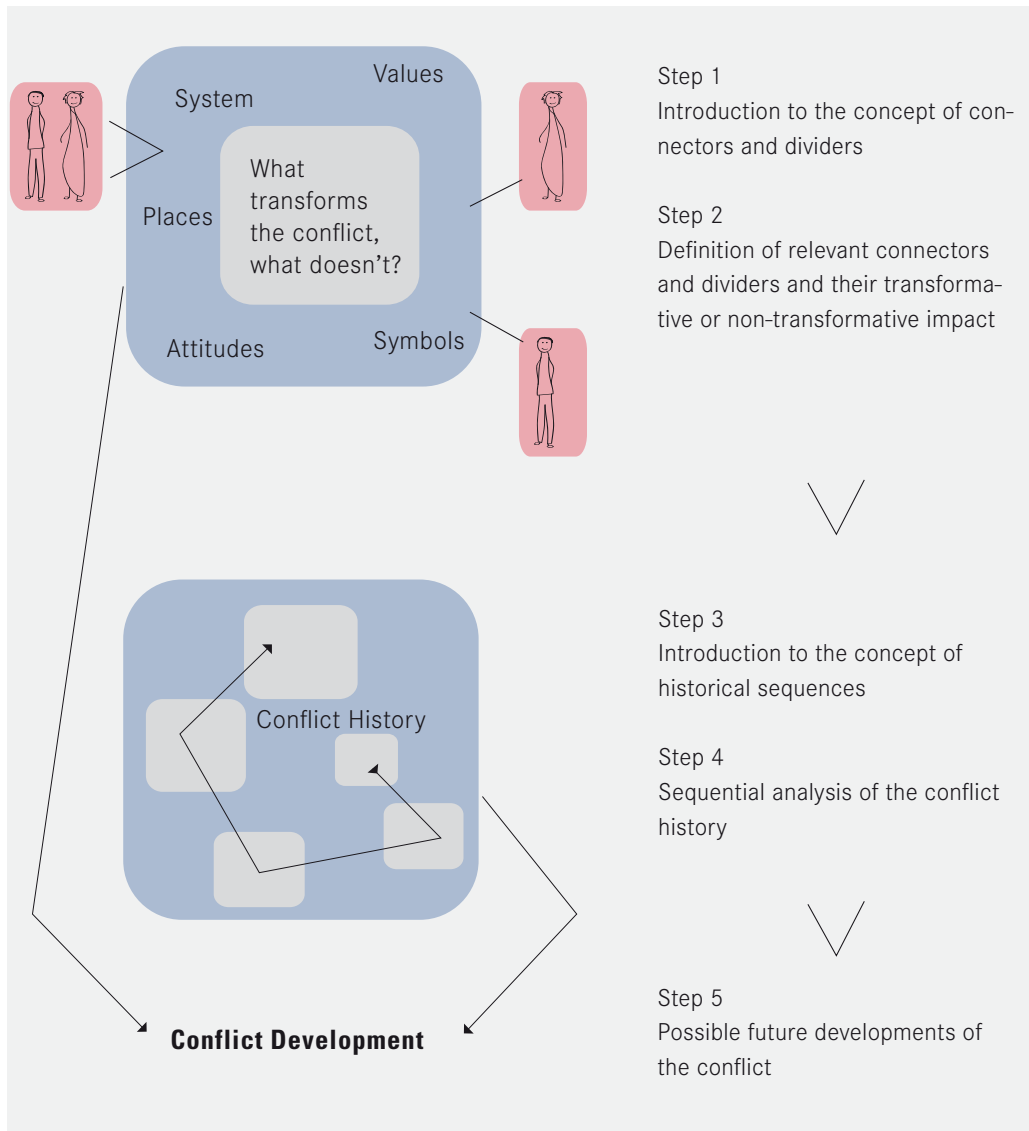 Values
System
What
transforms
the conflict,
what doesn't?
Places
Attitudes
Symbols
Step 1
Introduction to the concept of con-
nectors and dividers
Step 2
Definition of relevant connectors
and dividers and their transforma-
tive or non-transformative impact
Conflict History
Step 3
Introduction to the concept of
historical sequences
Step 4
Sequential analysis of the conflict
history
Conflict Development
Step 5
Possible future developments of
the conflict